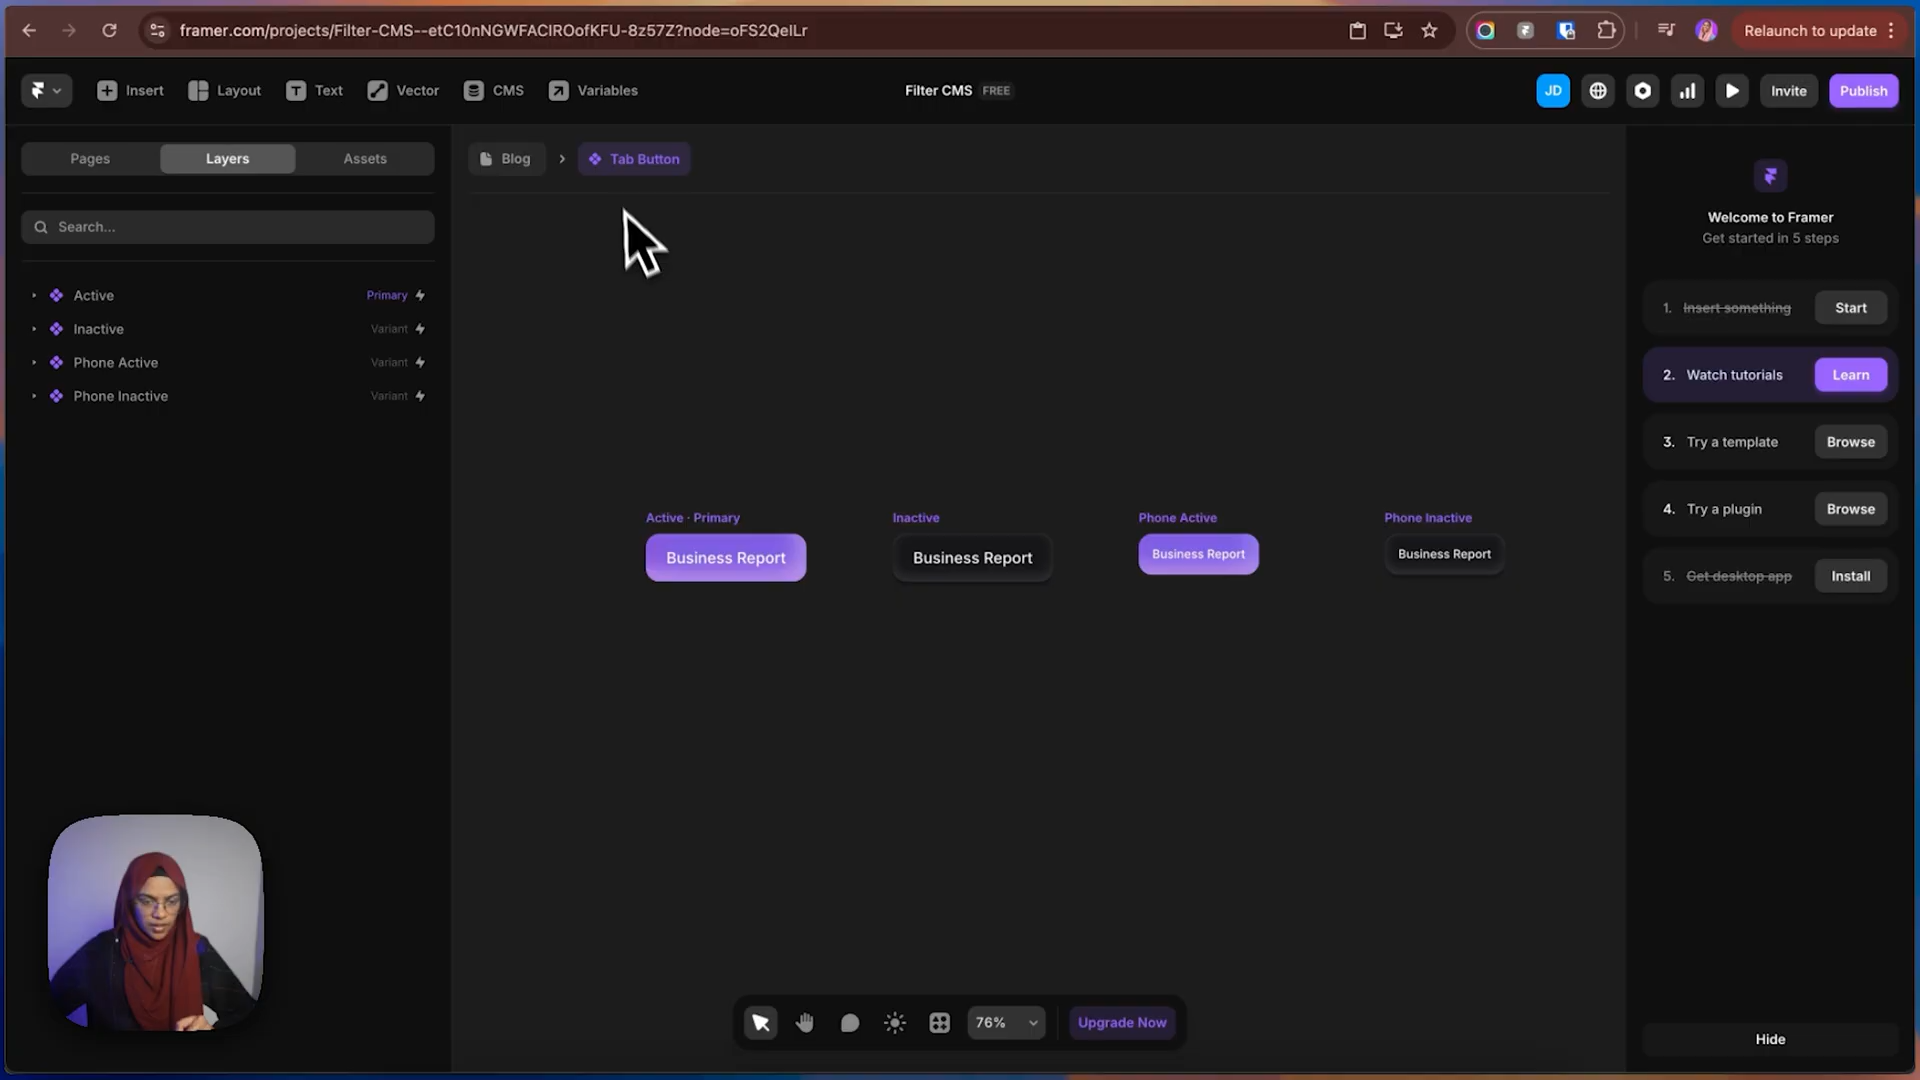 framer.com/projects/Filter-CMS--etC10nNGWFACIROofKFU-8z57Z?node=oFS2QelLr
Relaunch to update
Insert
Layout
Text
Vector
CMS
Variables
Filter CMS FREE
JD
Invite
Publish
Pages
Layers
Assets
Blog
Tab Button
Search...
Active
Primary
Inactive
Variant
Phone Active
Variant
Phone Inactive
Variant
Active · Primary
Business Report
Inactive
Business Report
Phone Active
Business Report
Phone Inactive
Business Report
Welcome to Framer
Get started in 5 steps
1. Insert something
Start
2. Watch tutorials
Learn
3. Try a template
Browse
4. Try a plugin
Browse
5. Get desktop app
Install
76%
Upgrade Now
Hide